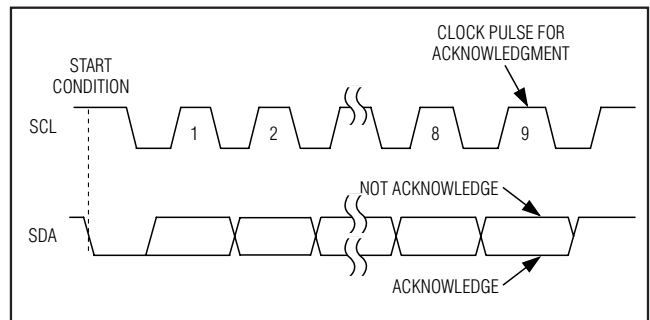 CLOCK PULSE FOR
ACKNOWLEDGMENT
START
CONDITION
SCL
1
2
8
9
NOT ACKNOWLEDGE
SDA
ACKNOWLEDGE